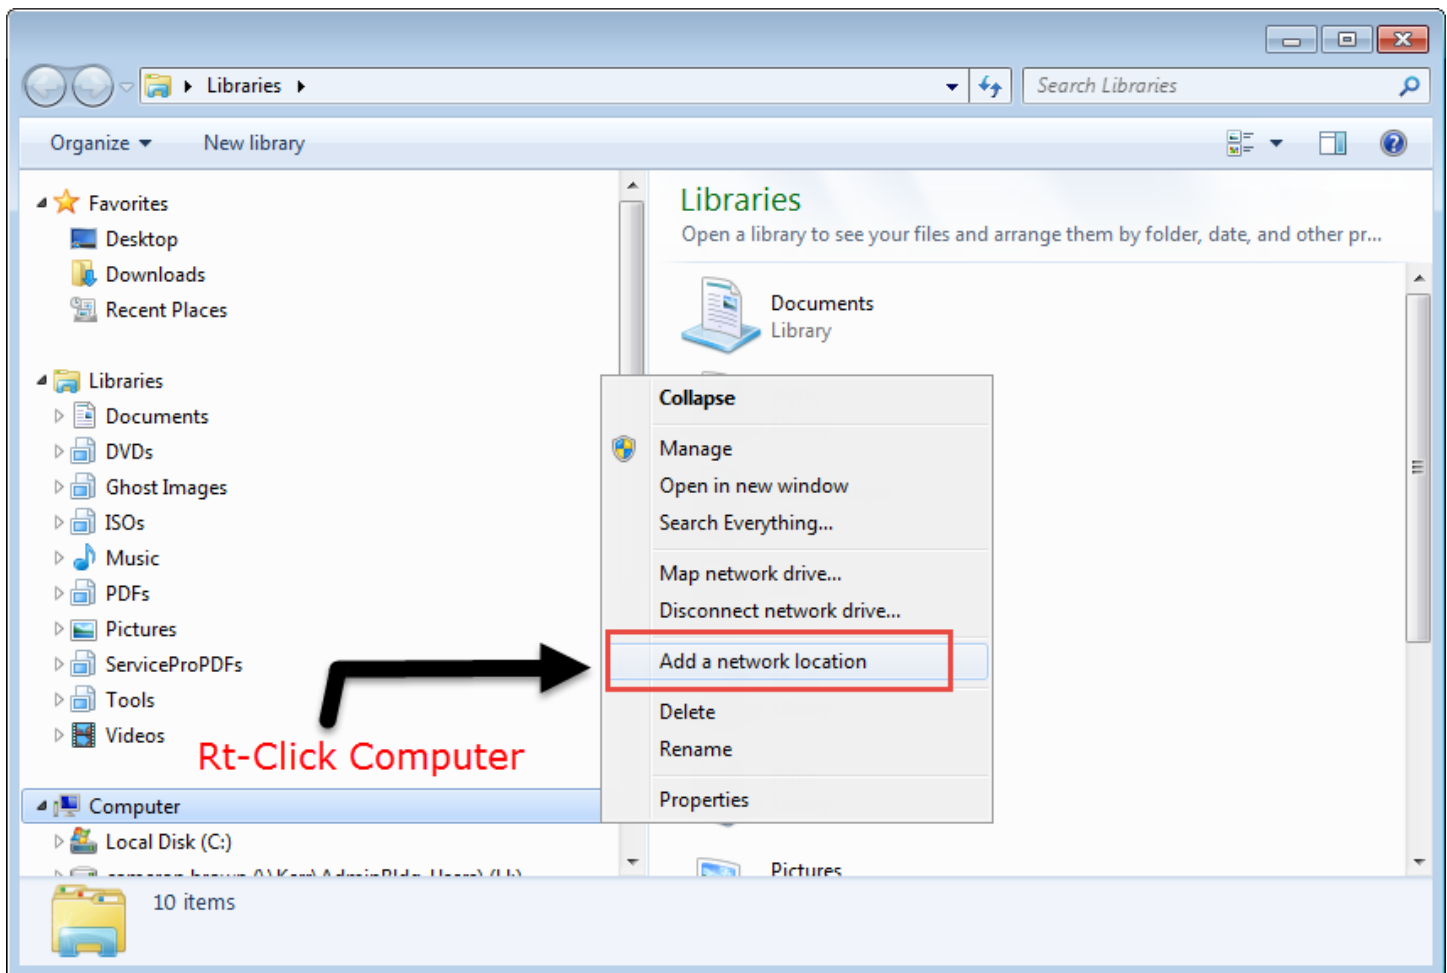 Libraries
Search Libraries
Organize
New library
Favorites
Desktop
Downloads
Recent Places
Libraries
Documents
DVDs
Ghost Images
ISOs
Music
PDFs
Pictures
ServiceProPDFs
Tools
Videos
Computer
Local Disk (C:)
Libraries
Open a library to see your files and arrange them by folder, date, and other pr...
Documents
Library
Collapse
Manage
Open in new window
Search Everything...
Map network drive...
Disconnect network drive...
Add a network location
Delete
Rename
Properties
Rt-Click Computer
Pictures
10 items